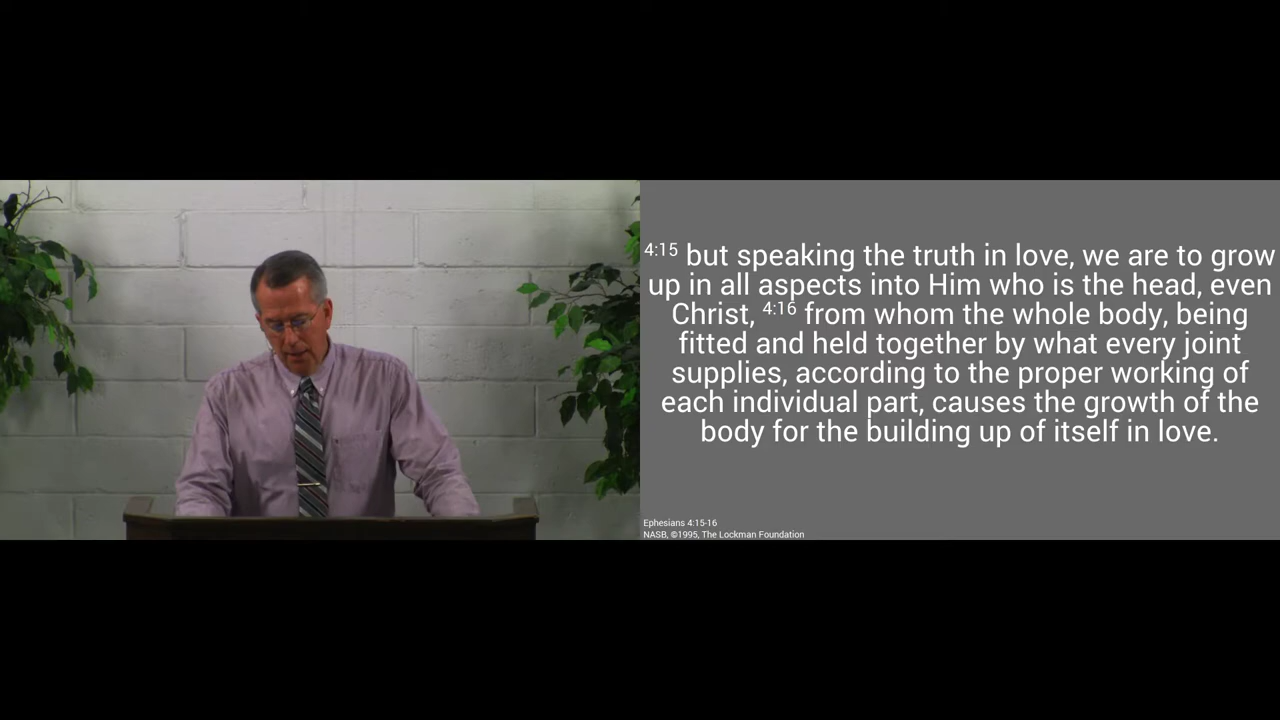 4:15 but speaking the truth in love, we are to grow
up in all aspects into Him who is the head, even
Christ, 4:16 from whom the whole body, being
fitted and held together by what every joint
supplies, according to the proper working of
each individual part, causes the growth of the
body for the building up of itself in love.
Ephesians 4:15-16
NASB, ©1995, The Lockman Foundation